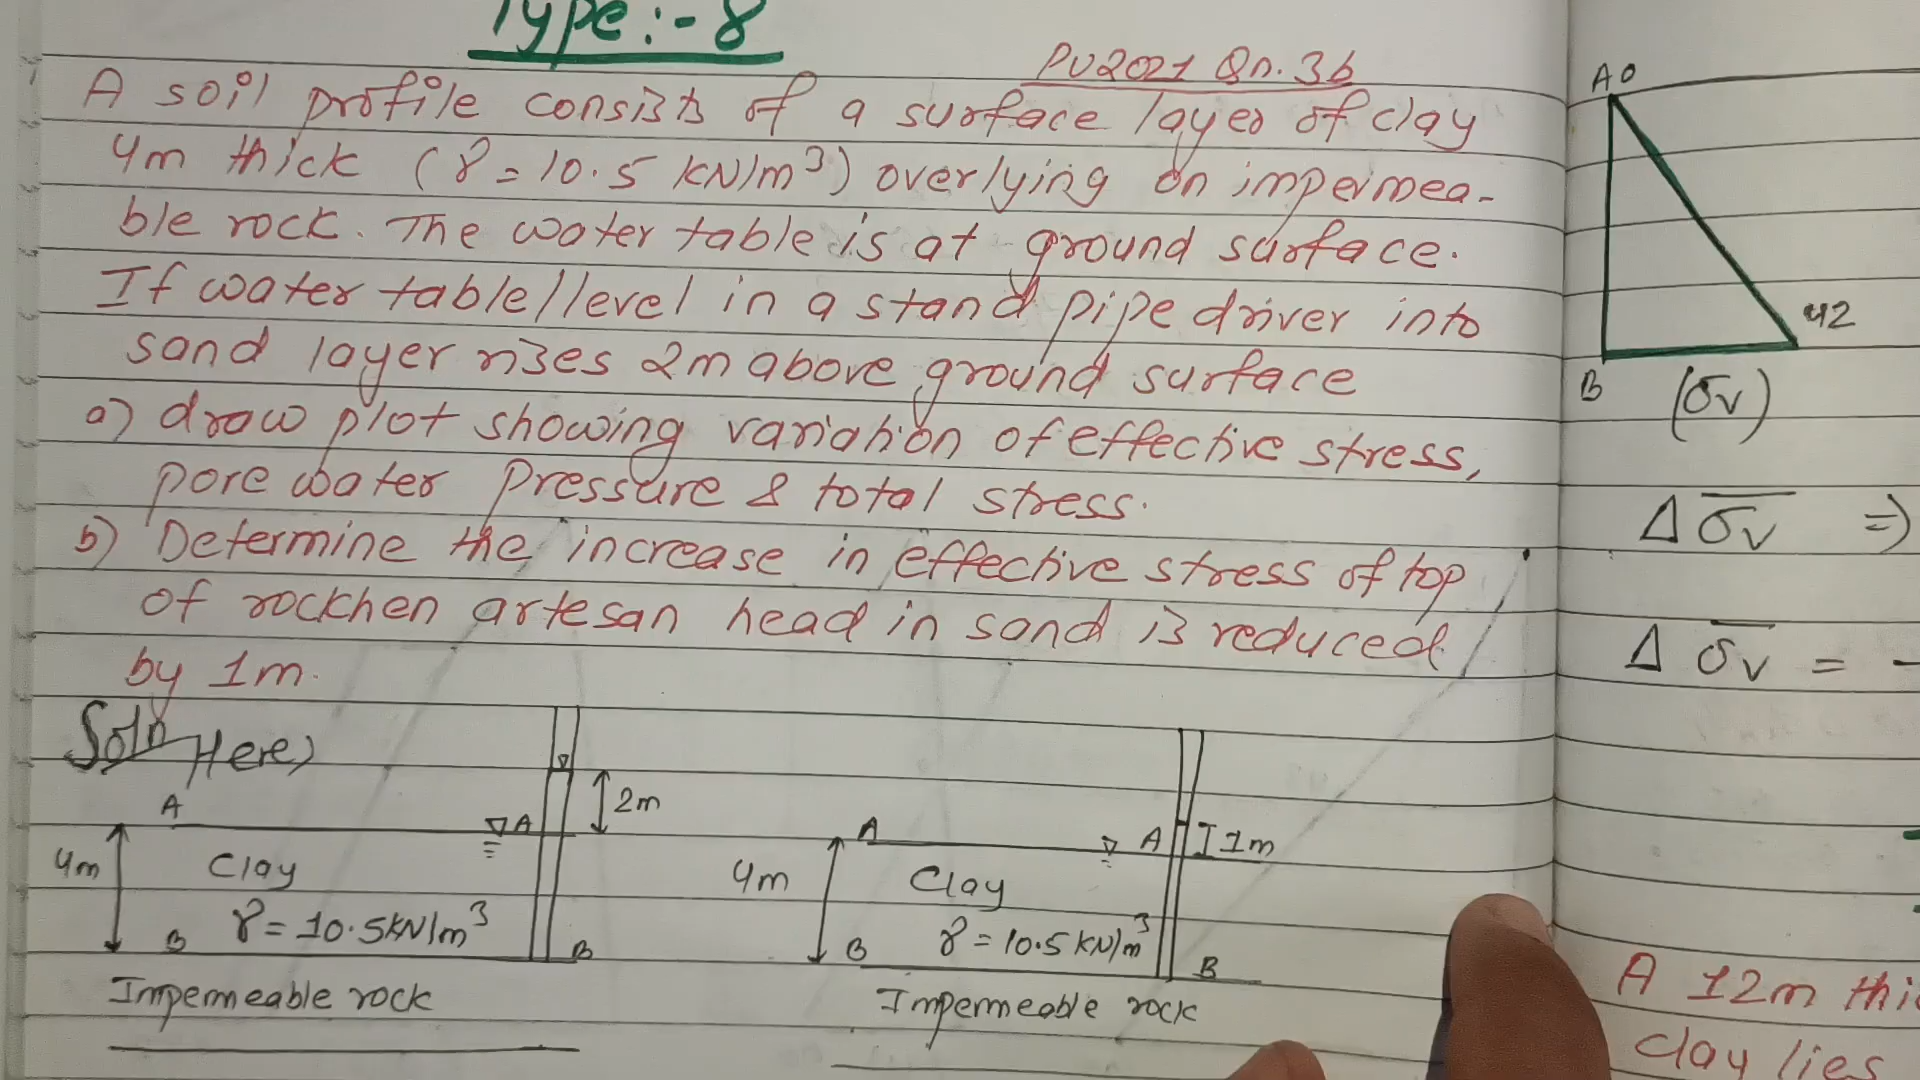 Type:- 8
PU2021 Qn.3b
A soil profile consists of a surface layer of clay
4m thick (γ = 10.5 kN/m³) overlying on impermea-
ble rock. The water table is at ground surface.
If water table/level in a stand pipe driver into
sand layer rises 2m above ground surface
a) draw plot showing variation of effective stress,
pore water pressure & total stress.
b) Determine the increase in effective stress of top
of rockhen artesan head in sand is reduced
by 1m.
Soln Here,
2m
A
A
4m
Clay
γ = 10.5kN/m³
B
B
Impermeable rock
A
A
1m
4m
Clay
γ = 10.5 kN/m³
B
B
Impermeable rock
A 0
42
B
(σv)
Δ σv =>
Δ σv = -
A 12m thi
clay lies